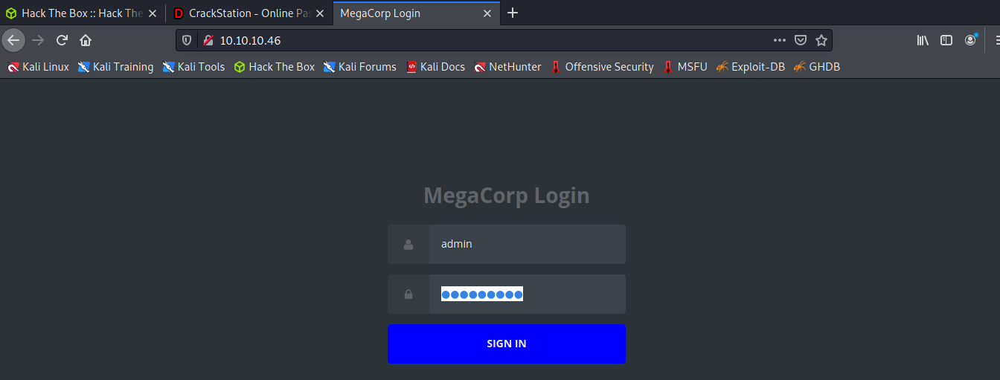 Hack The Box :: Hack The
CrackStation - Online Pas
MegaCorp Login
10.10.10.46
Kali Linux Kali Training Kali Tools Hack The Box Kali Forums Kali Docs NetHunter Offensive Security MSFU Exploit-DB GHDB
MegaCorp Login
admin
●●●●●●●●●
SIGN IN